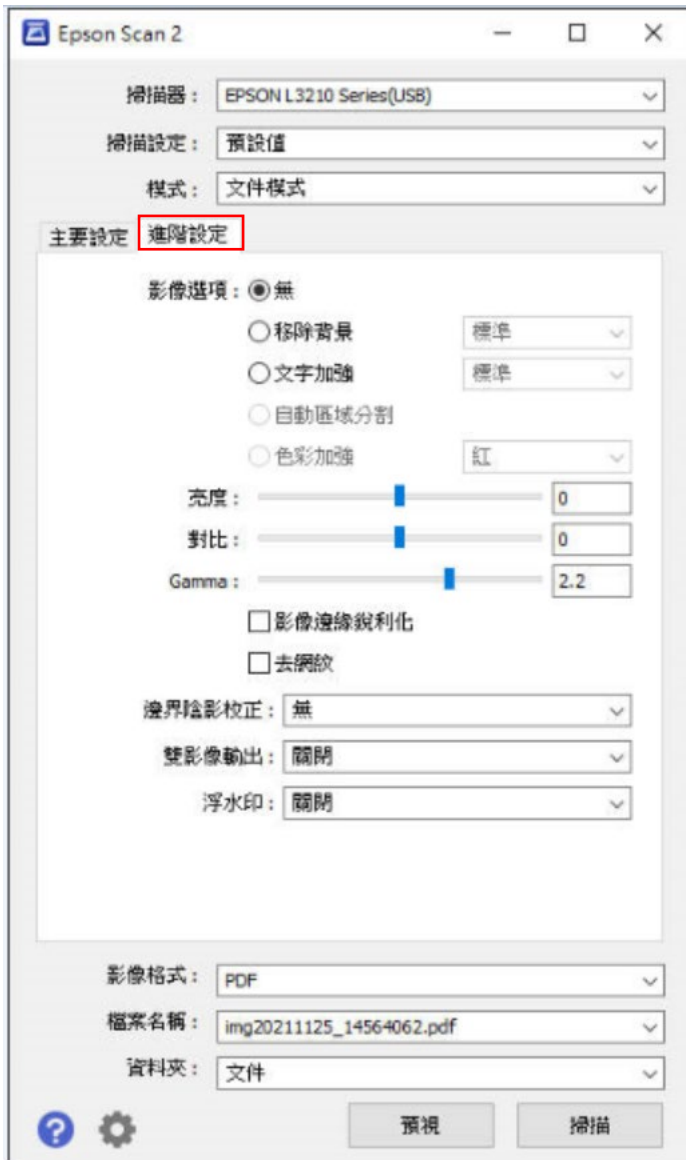 Epson Scan 2
掃描器： EPSON L3210 Series(USB)
掃描設定： 預設值
模式： 文件模式
主要設定 進階設定
影像選項： 無
移除背景 標準
文字加強 標準
自動區域分割
色彩加強 紅
亮度： 0
對比： 0
Gamma： 2.2
影像邊緣銳利化
去網紋
邊界陰影校正： 無
雙影像輸出： 關閉
浮水印： 關閉
影像格式： PDF
檔案名稱： img20211125_14564062.pdf
資料夾： 文件
? 預視 掃描